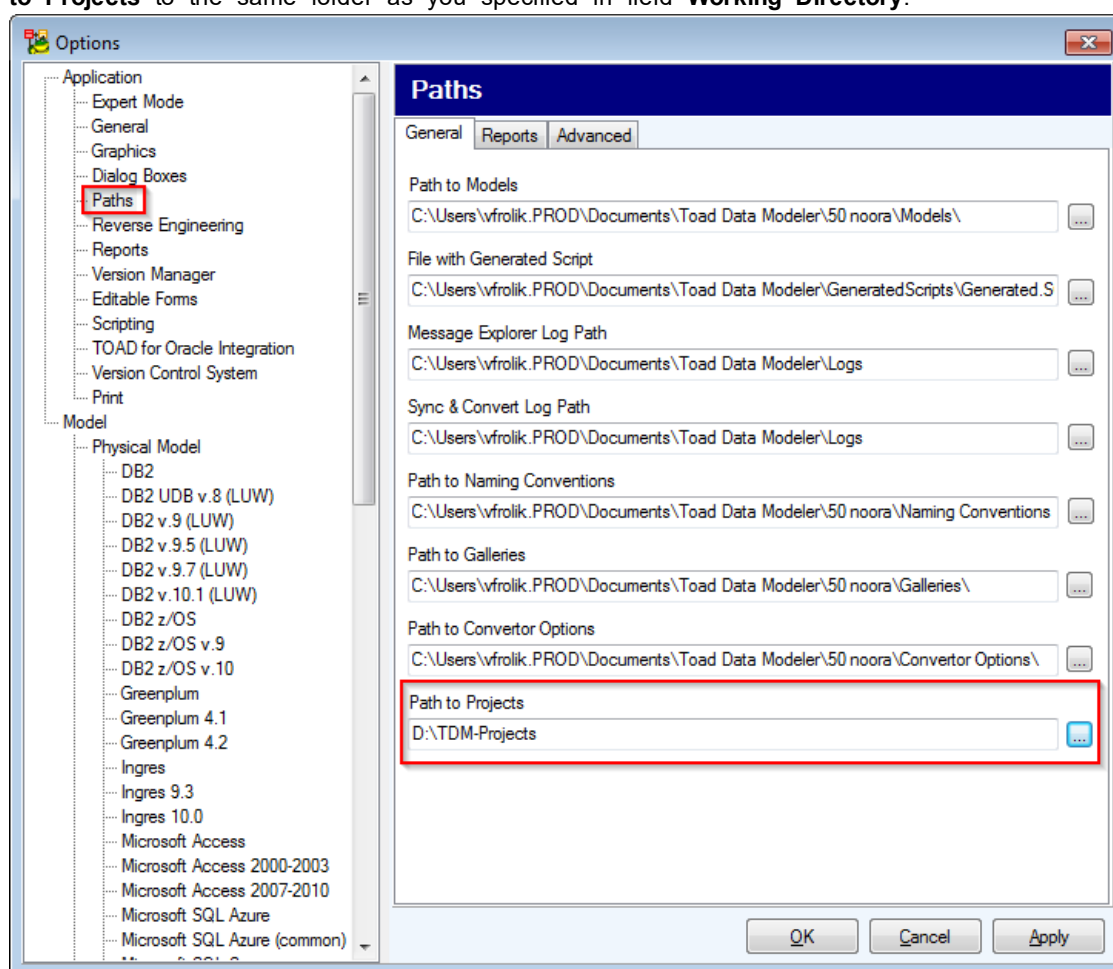 to Projects to the same folder as you specified in field Working Directory.
Options
Application
Expert Mode
General
Graphics
Dialog Boxes
Paths
Reverse Engineering
Reports
Version Manager
Editable Forms
Scripting
TOAD for Oracle Integration
Version Control System
Print
Model
Physical Model
DB2
DB2 UDB v.8 (LUW)
DB2 v.9 (LUW)
DB2 v.9.5 (LUW)
DB2 v.9.7 (LUW)
DB2 v.10.1 (LUW)
DB2 z/OS
DB2 z/OS v.9
DB2 z/OS v.10
Greenplum
Greenplum 4.1
Greenplum 4.2
Ingres
Ingres 9.3
Ingres 10.0
Microsoft Access
Microsoft Access 2000-2003
Microsoft Access 2007-2010
Microsoft SQL Azure
Microsoft SQL Azure (common)
Paths
General Reports Advanced
Path to Models
C:\Users\vfrolik.PROD\Documents\Toad Data Modeler\50 noora\Models\
...
File with Generated Script
C:\Users\vfrolik.PROD\Documents\Toad Data Modeler\GeneratedScripts\Generated.S
...
Message Explorer Log Path
C:\Users\vfrolik.PROD\Documents\Toad Data Modeler\Logs
...
Sync & Convert Log Path
C:\Users\vfrolik.PROD\Documents\Toad Data Modeler\Logs
...
Path to Naming Conventions
C:\Users\vfrolik.PROD\Documents\Toad Data Modeler\50 noora\Naming Conventions
...
Path to Galleries
C:\Users\vfrolik.PROD\Documents\Toad Data Modeler\50 noora\Galleries\
...
Path to Convertor Options
C:\Users\vfrolik.PROD\Documents\Toad Data Modeler\50 noora\Convertor Options\
...
Path to Projects
D:\TDM-Projects
...
OK Cancel Apply